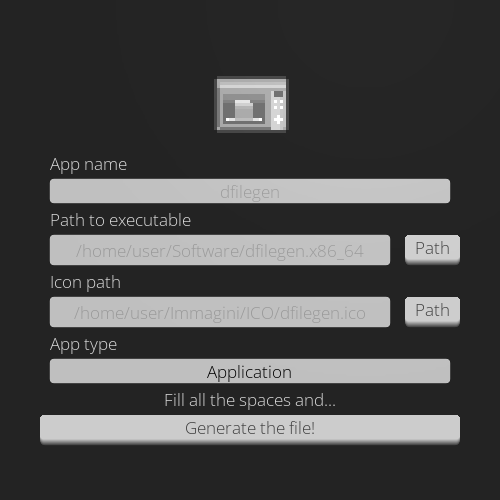 App name
dfilegen
Path to executable
/home/user/Software/dfilegen.x86_64
Path
Icon path
/home/user/Immagini/ICO/dfilegen.ico
Path
App type
Application
Fill all the spaces and...
Generate the file!